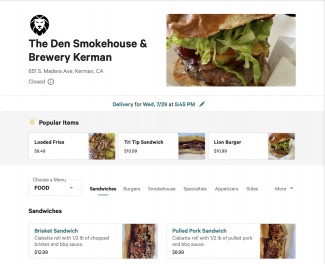 The Den Smokehouse &
Brewery Kerman
651 S. Madera Ave, Kerman, CA
Closed
Delivery for Wed, 7/29 at 5:45 PM
Popular Items
Loaded Fries
$9.49
Tri Tip Sandwich
$10.99
Lion Burger
$10.99
Choose a Menu
FOOD
Sandwiches Burgers Smokehouse Specialties Appetizers Sides More
Sandwiches
Brisket Sandwich
Ciabatta roll with 1/2 lb of chopped
brisket and bbq sauce.
$12.99
Pulled Pork Sandwich
Ciabatta roll with 1/2 lb of pulled pork
and bbq sauce.
$8.99